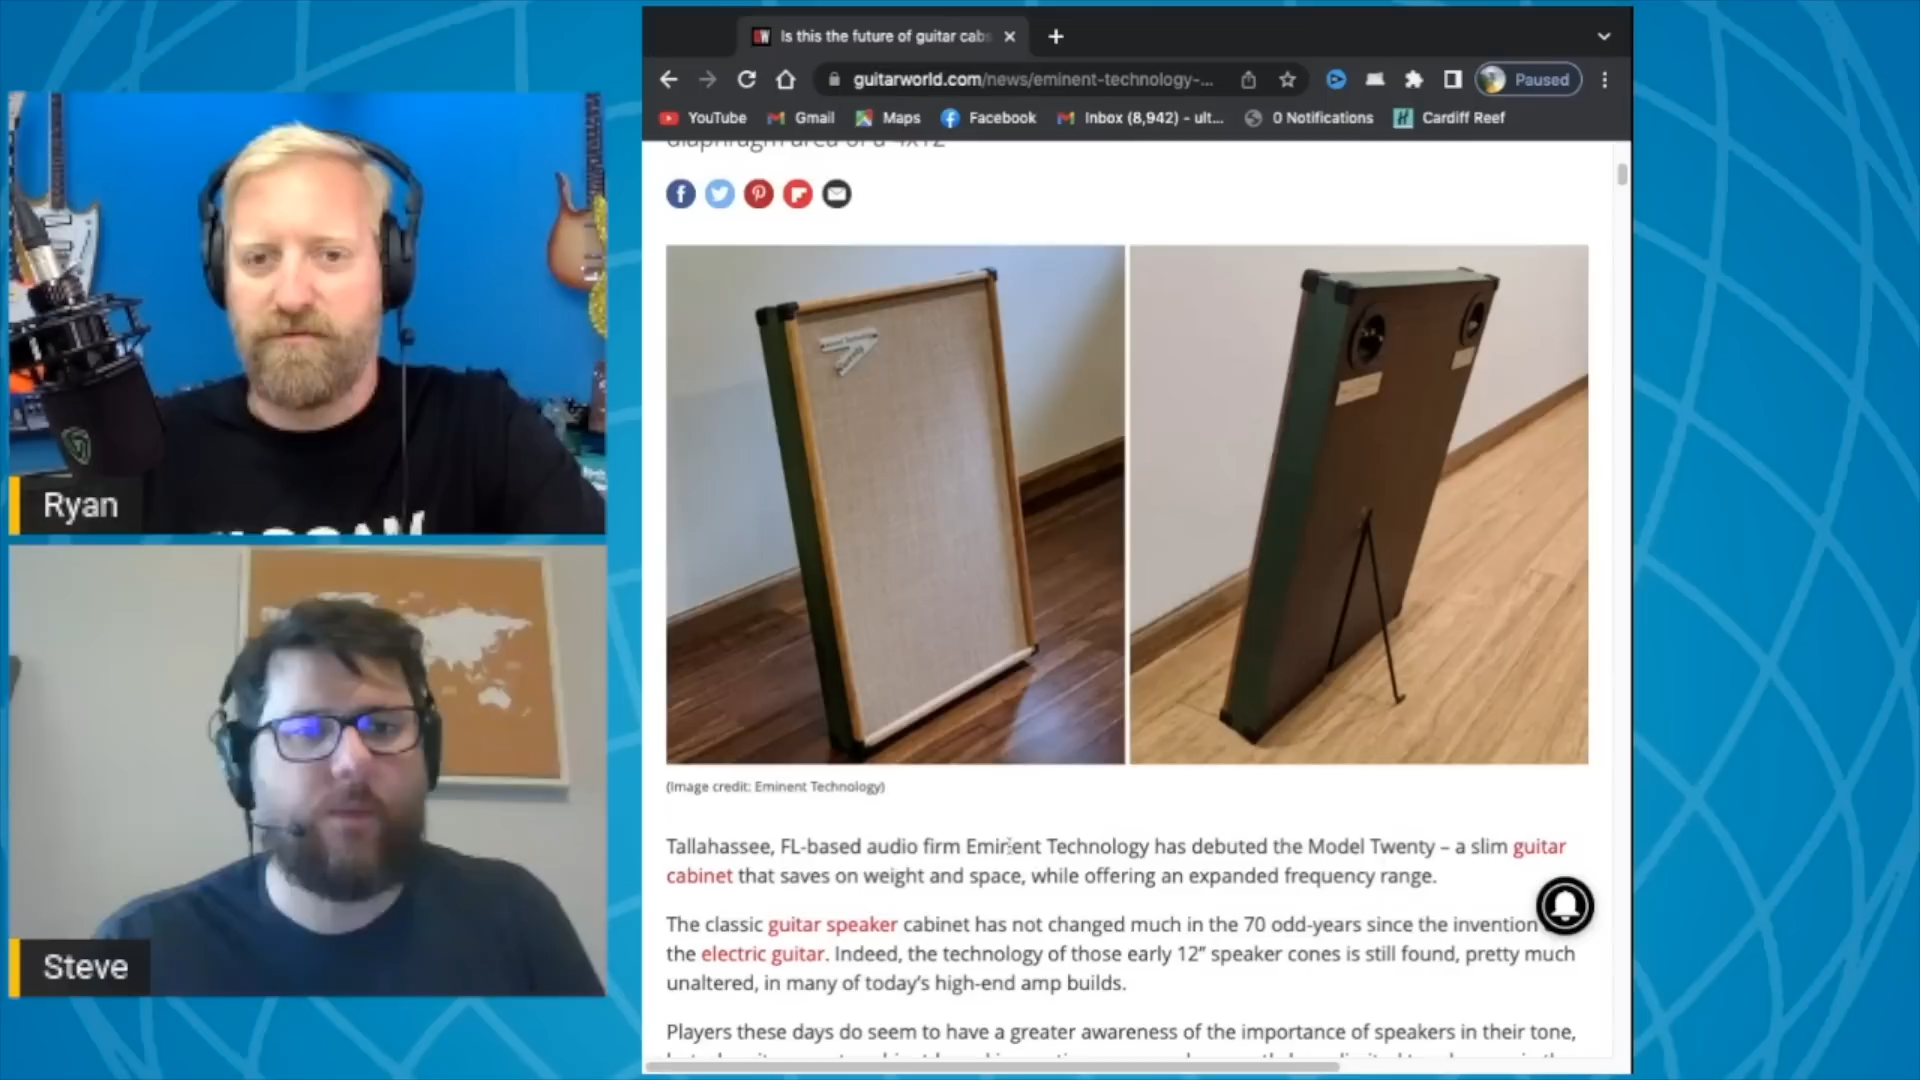 Is this the future of guitar cabs
guitarworld.com/news/eminent-technology-...
Paused
YouTube
Gmail
Maps
Facebook
Inbox (8,942) - ult...
0 Notifications
Cardiff Reef
diaphragm area of a 4x12
Ryan
Steve
(Image credit: Eminent Technology)
Tallahassee, FL-based audio firm Eminent Technology has debuted the Model Twenty – a slim guitar
cabinet that saves on weight and space, while offering an expanded frequency range.
The classic guitar speaker cabinet has not changed much in the 70 odd-years since the invention
the electric guitar. Indeed, the technology of those early 12” speaker cones is still found, pretty much
unaltered, in many of today’s high-end amp builds.
Players these days do seem to have a greater awareness of the importance of speakers in their tone,